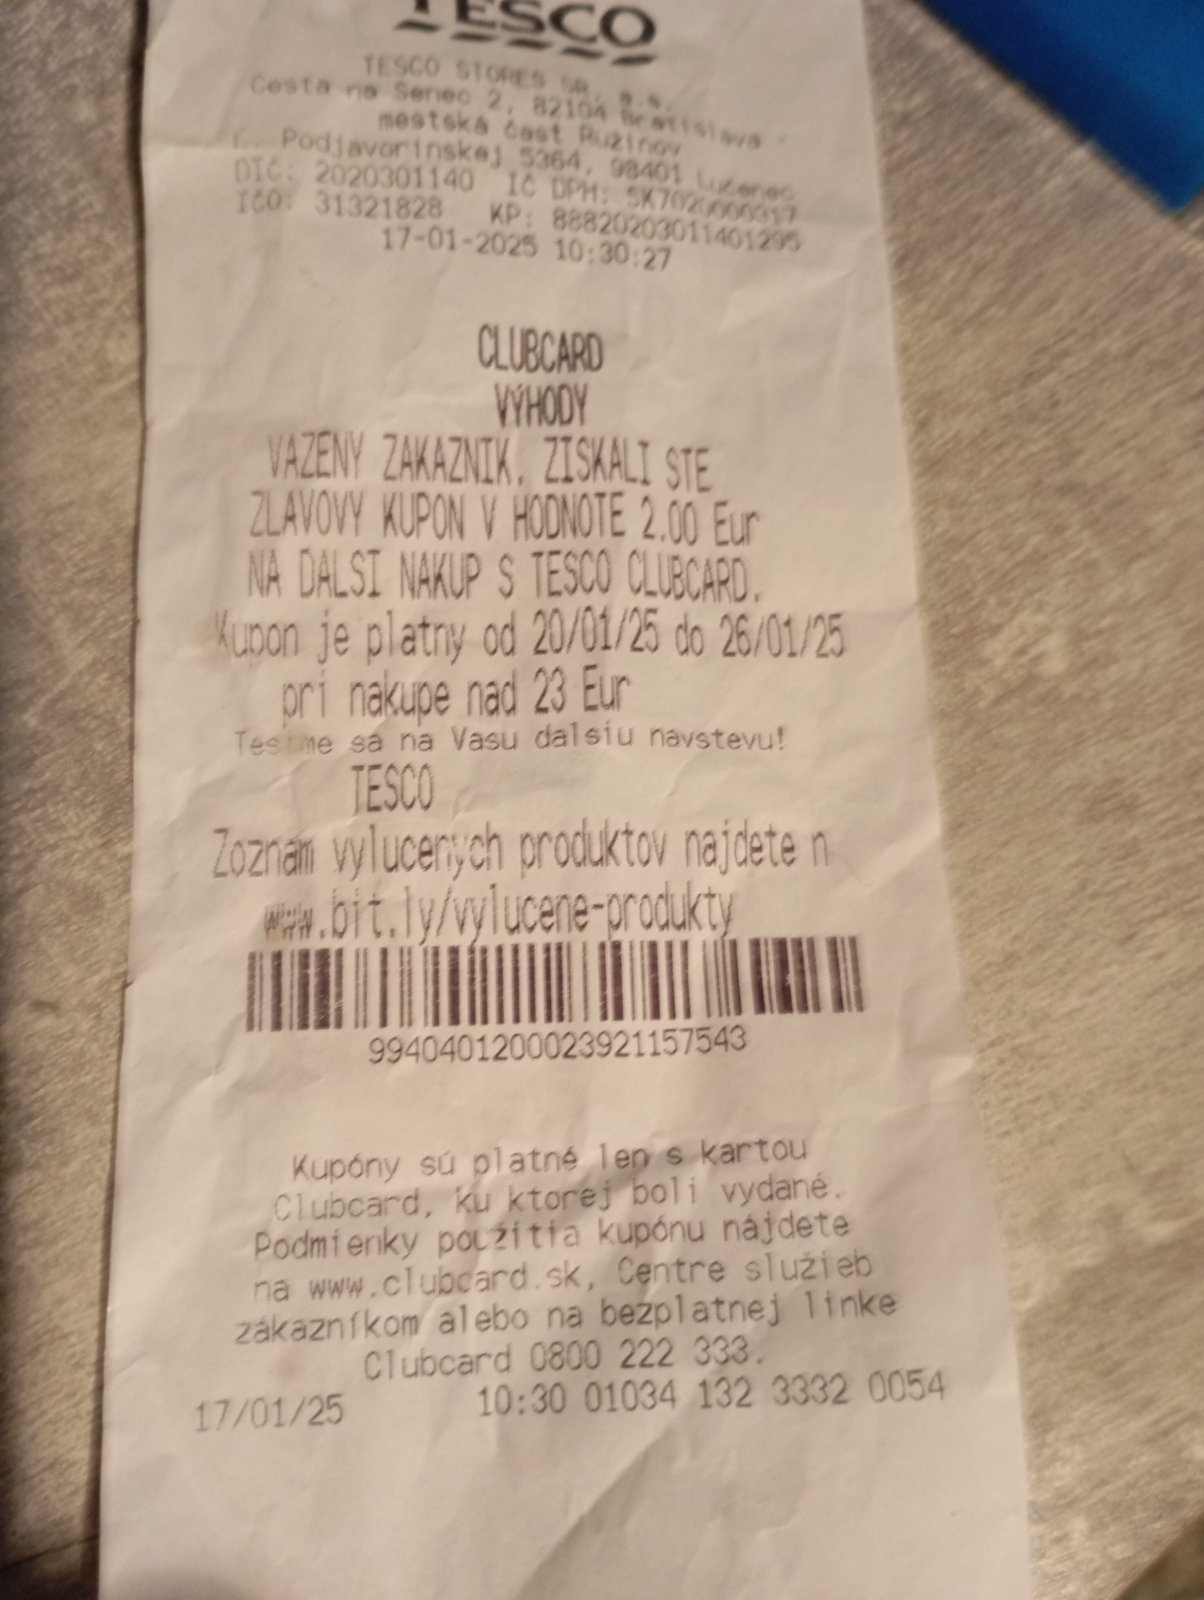 TESCO
TESCO STORES SR, a.s.
Cesta na Senec 2, 82104 Bratislava -
mestská časť Ružinov
Ľ. Podjavorinskej 5364, 98401 Lučenec
DIČ: 2020301140 IČ DPH: SK7020000317
IČO: 31321828 KP: 88820203011401295
17-01-2025 10:30:27
CLUBCARD
VÝHODY
VAZENY ZAKAZNIK, ZISKALI STE
ZLAVOVY KUPON V HODNOTE 2.00 Eur
NA DALSI NAKUP S TESCO CLUBCARD.
Kupon je platny od 20/01/25 do 26/01/25
pri nakupe nad 23 Eur
Tesime sa na Vasu dalsiu navstevu!
TESCO
Zoznam vylucenych produktov najdete n
www.bit.ly/vylucene-produkty
9940401200023921157543
Kupóny sú platné len s kartou
Clubcard, ku ktorej boli vydané.
Podmienky použitia kupónu nájdete
na www.clubcard.sk, Centre služieb
zákazníkom alebo na bezplatnej linke
Clubcard 0800 222 333.
17/01/25 10:30 01034 132 3332 0054